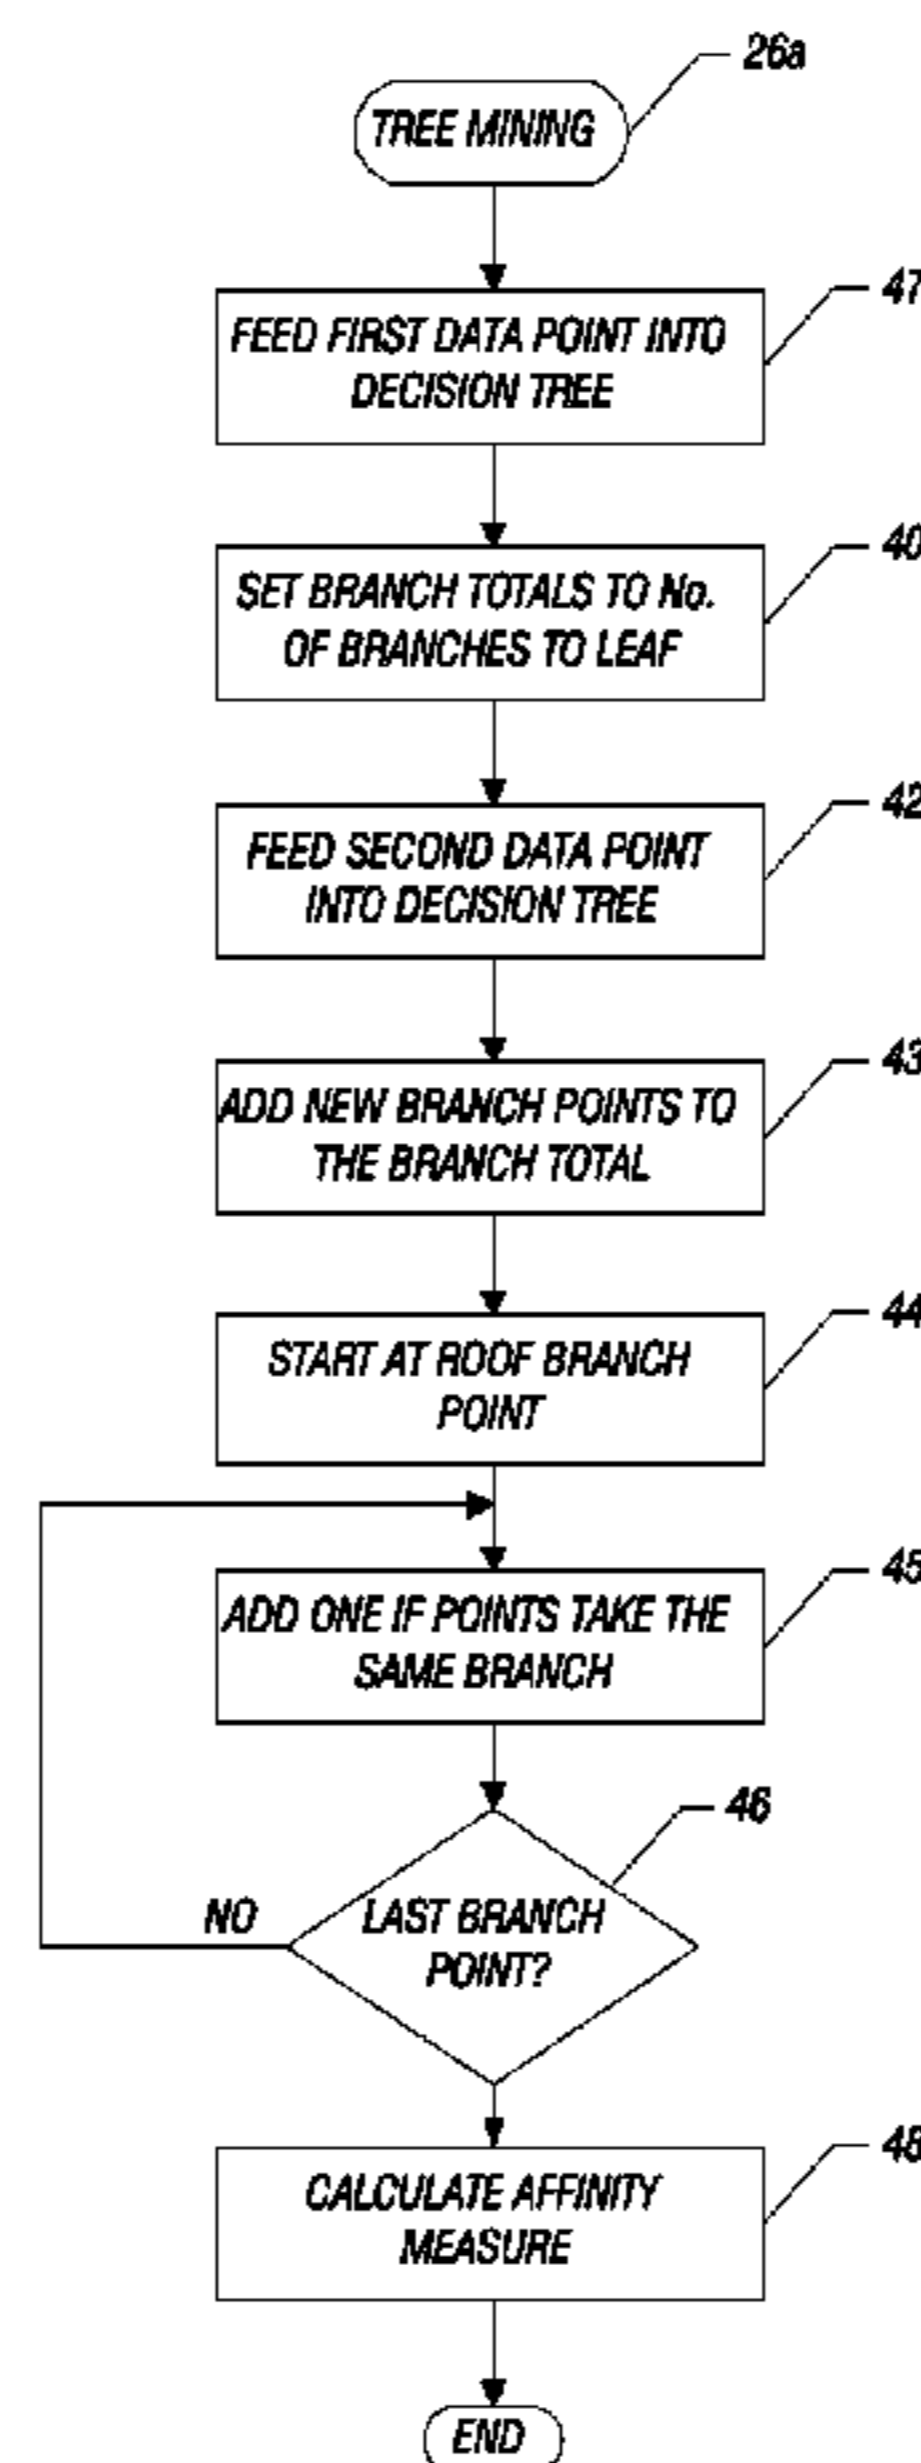 26a
TREE MINING
47
FEED FIRST DATA POINT INTO
DECISION TREE
40
SET BRANCH TOTALS TO No.
OF BRANCHES TO LEAF
42
FEED SECOND DATA POINT
INTO DECISION TREE
43
ADD NEW BRANCH POINTS TO
THE BRANCH TOTAL
44
START AT ROOF BRANCH
POINT
45
ADD ONE IF POINTS TAKE THE
SAME BRANCH
46
NO
LAST BRANCH
POINT?
48
CALCULATE AFFINITY
MEASURE
END